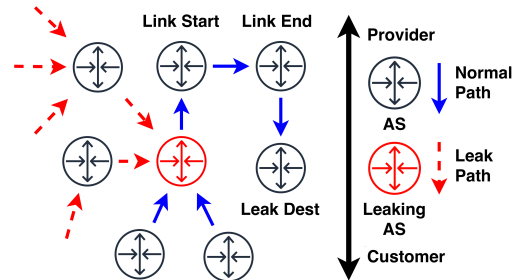 Link Start
Link End
Leak Dest
Provider
AS
Normal
Path
Leaking
AS
Leak
Path
Customer